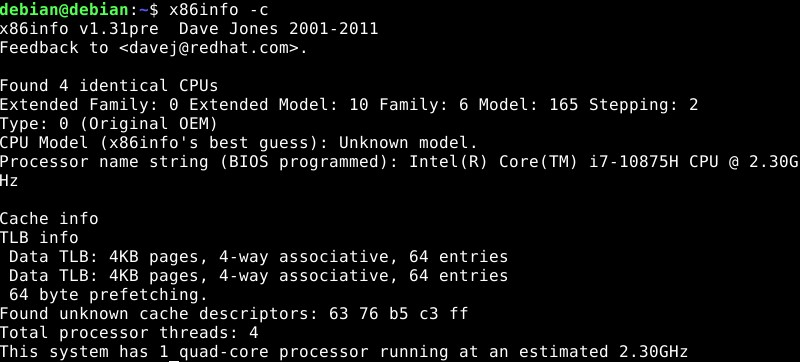 debian@debian:~$ x86info -c
x86info v1.31pre  Dave Jones 2001-2011
Feedback to <davej@redhat.com>.

Found 4 identical CPUs
Extended Family: 0 Extended Model: 10 Family: 6 Model: 165 Stepping: 2
Type: 0 (Original OEM)
CPU Model (x86info's best guess): Unknown model.
Processor name string (BIOS programmed): Intel(R) Core(TM) i7-10875H CPU @ 2.30G
Hz

Cache info
TLB info
 Data TLB: 4KB pages, 4-way associative, 64 entries
 Data TLB: 4KB pages, 4-way associative, 64 entries
 64 byte prefetching.
Found unknown cache descriptors: 63 76 b5 c3 ff
Total processor threads: 4
This system has 1 quad-core processor running at an estimated 2.30GHz